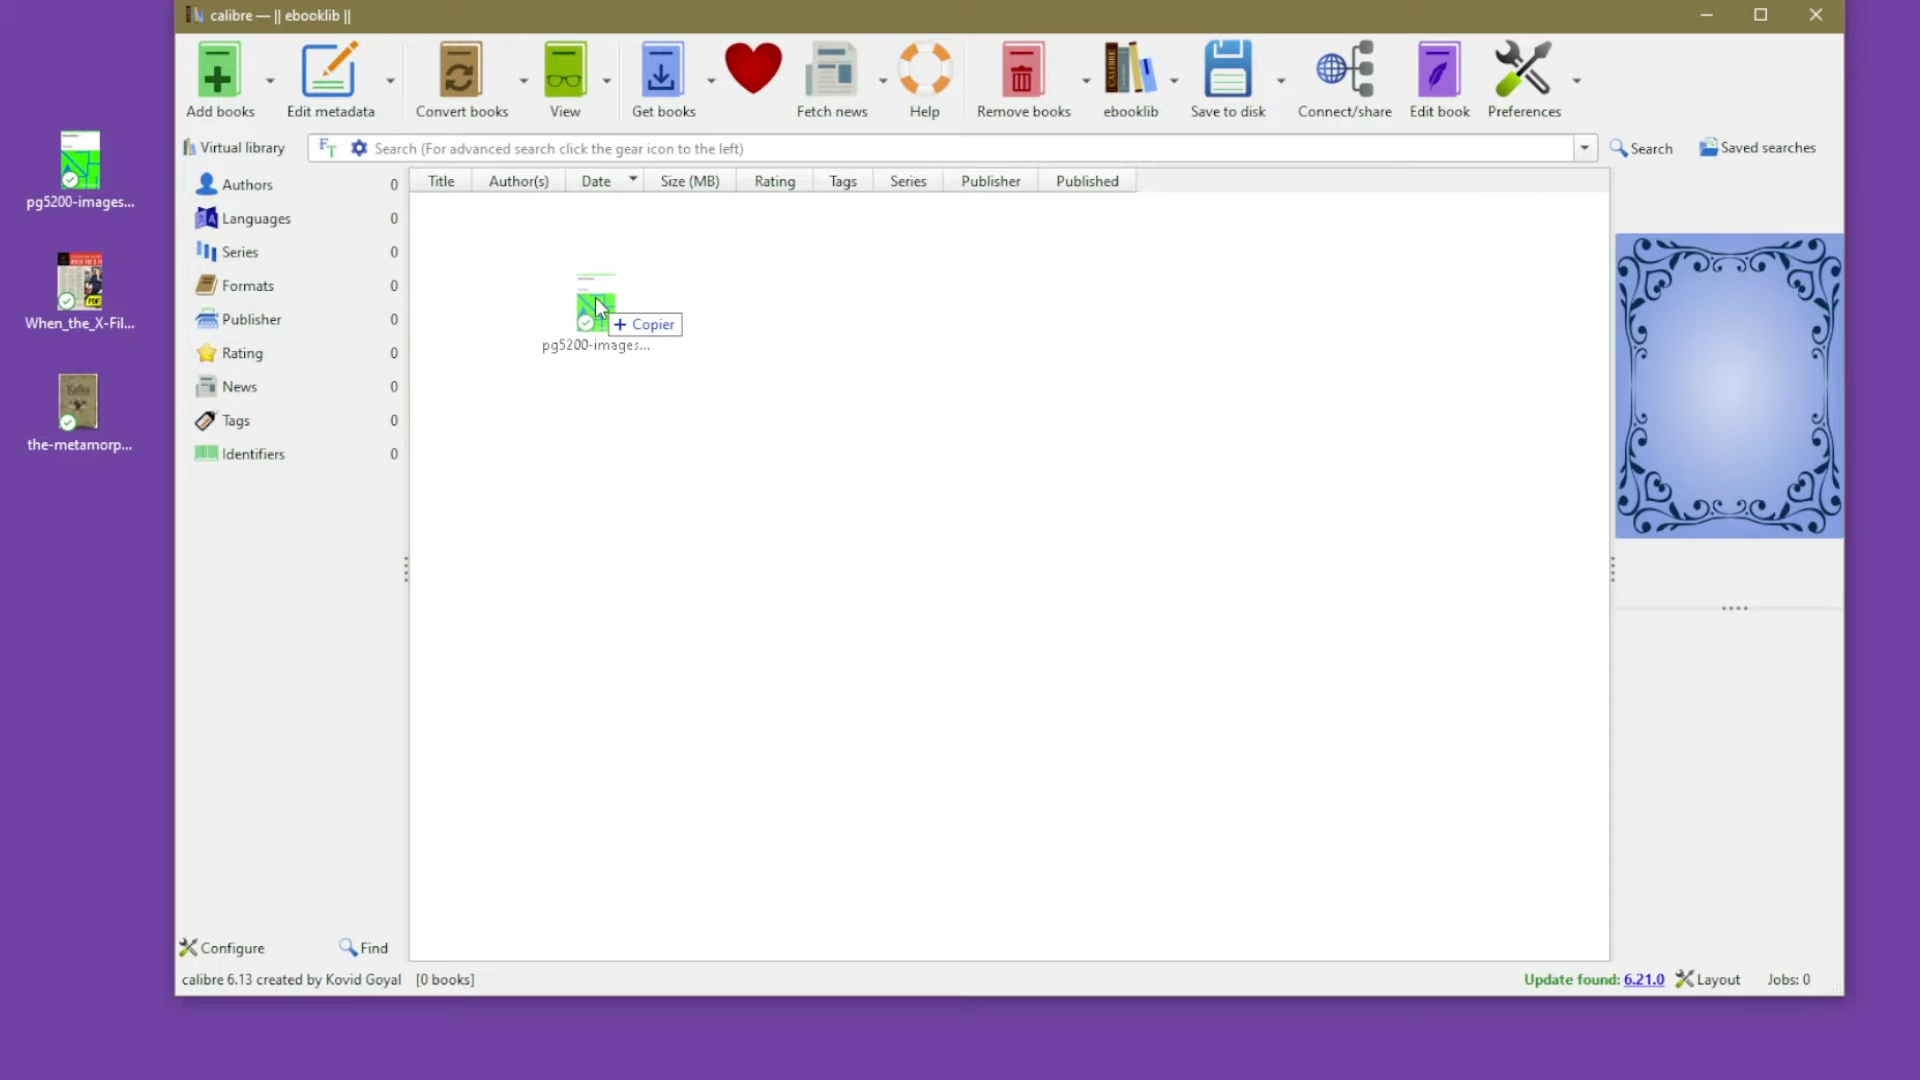 calibre — || ebooklib ||
Add books
Edit metadata
Convert books
View
Get books
Fetch news
Help
Remove books
CALIBRE
ebooklib
Save to disk
Connect/share
Edit book
Preferences
Virtual library
FT
Search (For advanced search click the gear icon to the left)
Search
Saved searches
Authors 0
Languages 0
Series 0
Formats 0
Publisher 0
Rating 0
News 0
Tags 0
Identifiers 0
Title
Author(s)
Date
Size (MB)
Rating
Tags
Series
Publisher
Published
pg5200-images...
PDF
When_the_X-Fil...
Kafka
the-metamorp...
+ Copier
pg5200-images...
Configure
Find
calibre 6.13 created by Kovid Goyal [0 books]
Update found: 6.21.0
Layout
Jobs: 0